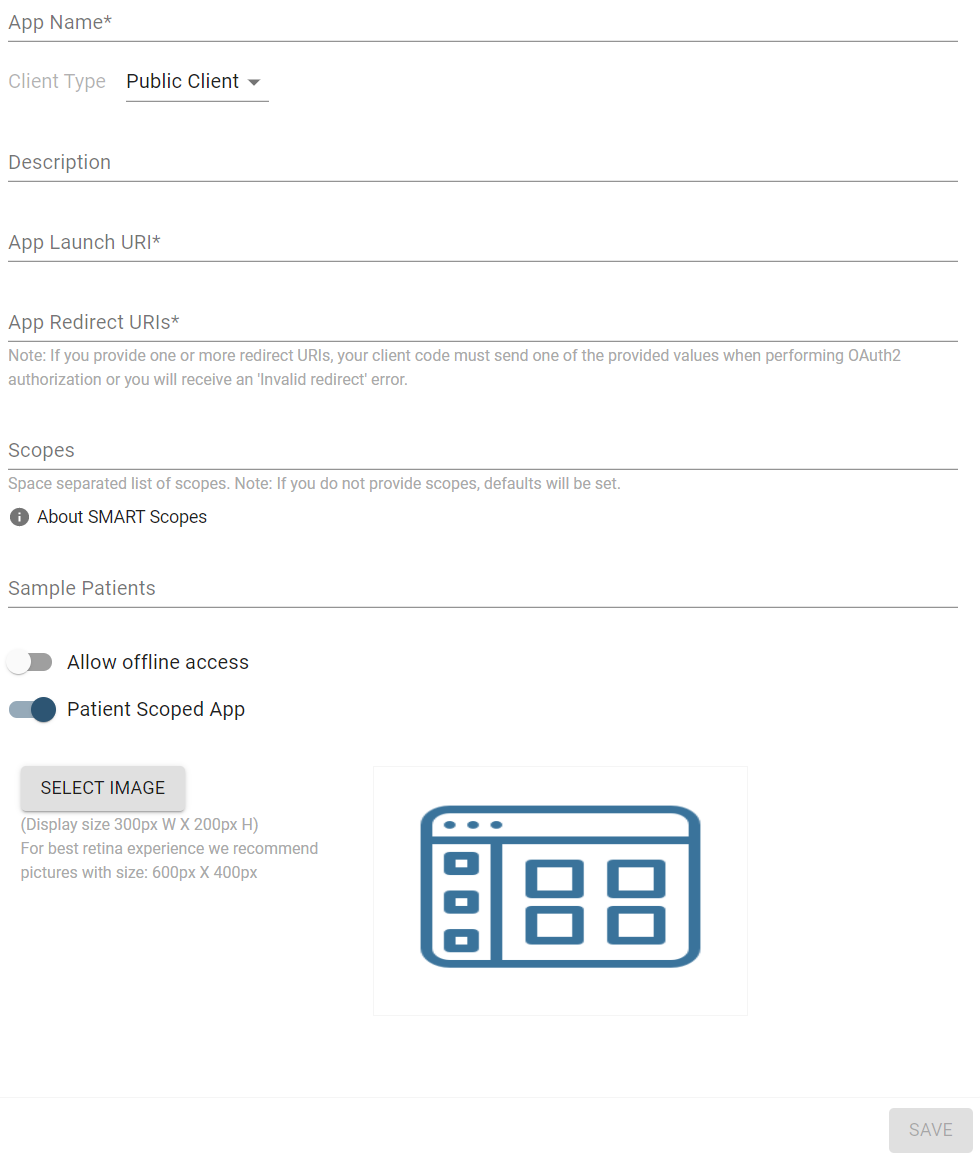 App Name*
Client Type Public Client
Description
App Launch URI*
App Redirect URIs*
Note: If you provide one or more redirect URIs, your client code must send one of the provided values when performing OAuth2
authorization or you will receive an 'Invalid redirect' error.
Scopes
Space separated list of scopes. Note: If you do not provide scopes, defaults will be set.
About SMART Scopes
Sample Patients
Allow offline access
Patient Scoped App
SELECT IMAGE
(Display size 300px W X 200px H)
For best retina experience we recommend
pictures with size: 600px X 400px
SAVE